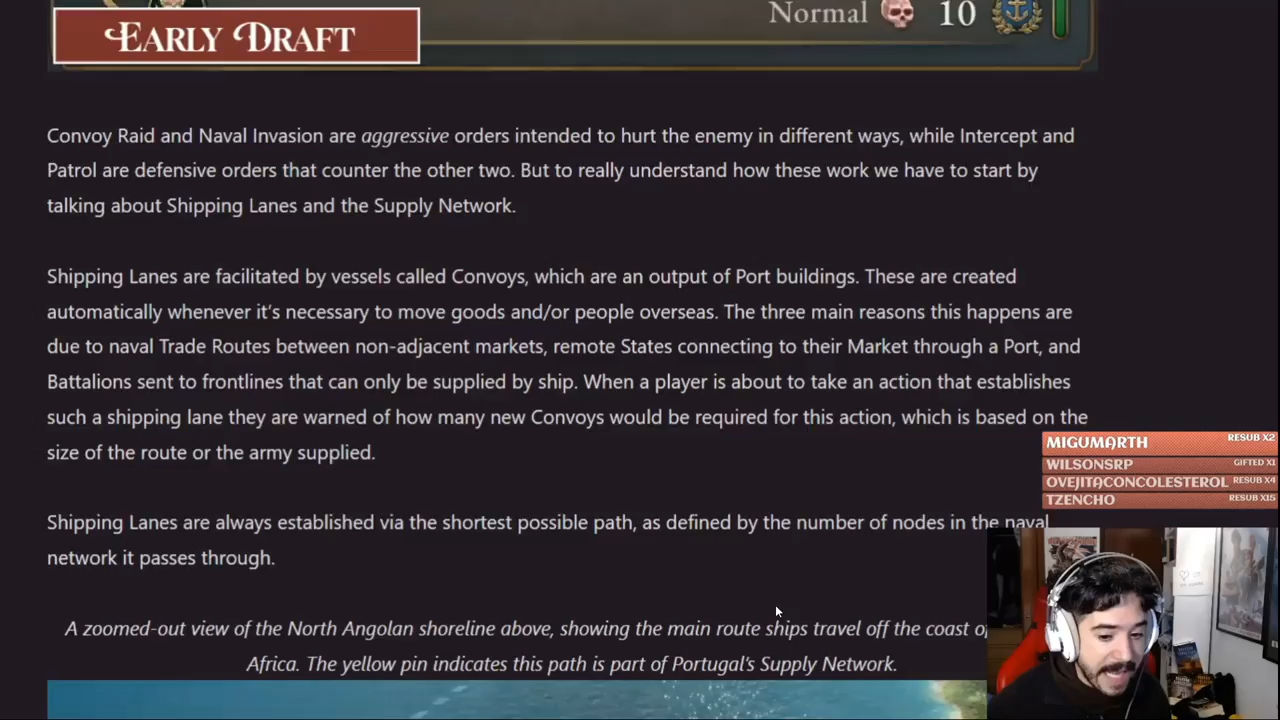 Normal 10
EARLY DRAFT
Convoy Raid and Naval Invasion are aggressive orders intended to hurt the enemy in different ways, while Intercept and
Patrol are defensive orders that counter the other two. But to really understand how these work we have to start by
talking about Shipping Lanes and the Supply Network.
Shipping Lanes are facilitated by vessels called Convoys, which are an output of Port buildings. These are created
automatically whenever it's necessary to move goods and/or people overseas. The three main reasons this happens are
due to naval Trade Routes between non-adjacent markets, remote States connecting to their Market through a Port, and
Battalions sent to frontlines that can only be supplied by ship. When a player is about to take an action that establishes
such a shipping lane they are warned of how many new Convoys would be required for this action, which is based on the
size of the route or the army supplied.
Shipping Lanes are always established via the shortest possible path, as defined by the number of nodes in the naval
network it passes through.
A zoomed-out view of the North Angolan shoreline above, showing the main route ships travel off the coast
Africa. The yellow pin indicates this path is part of Portugal's Supply Network.
MIGUMARTH RESUB X2
WILSONSRP GIFTED X1
OVEJITACONCOLESTEROL RESUB X4
TZENCHO RESUB X15